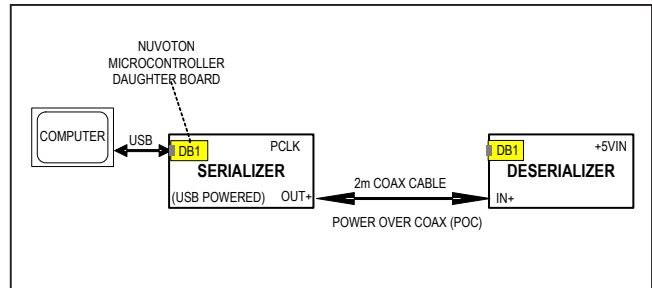 NUVOTON
MICROCONTROLLER
DAUGHTER BOARD
COMPUTER
USB
DB1
PCLK
SERIALIZER
(USB POWERED)
OUT+
2m COAX CABLE
POWER OVER COAX (POC)
DB1
+5VIN
DESERIALIZER
IN+